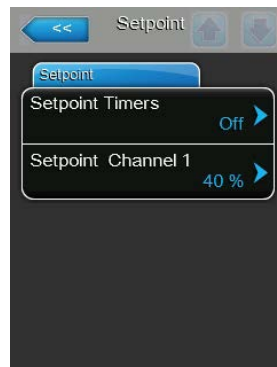 << Setpoint
Setpoint
Setpoint Timers
Off
Setpoint Channel 1
40 %